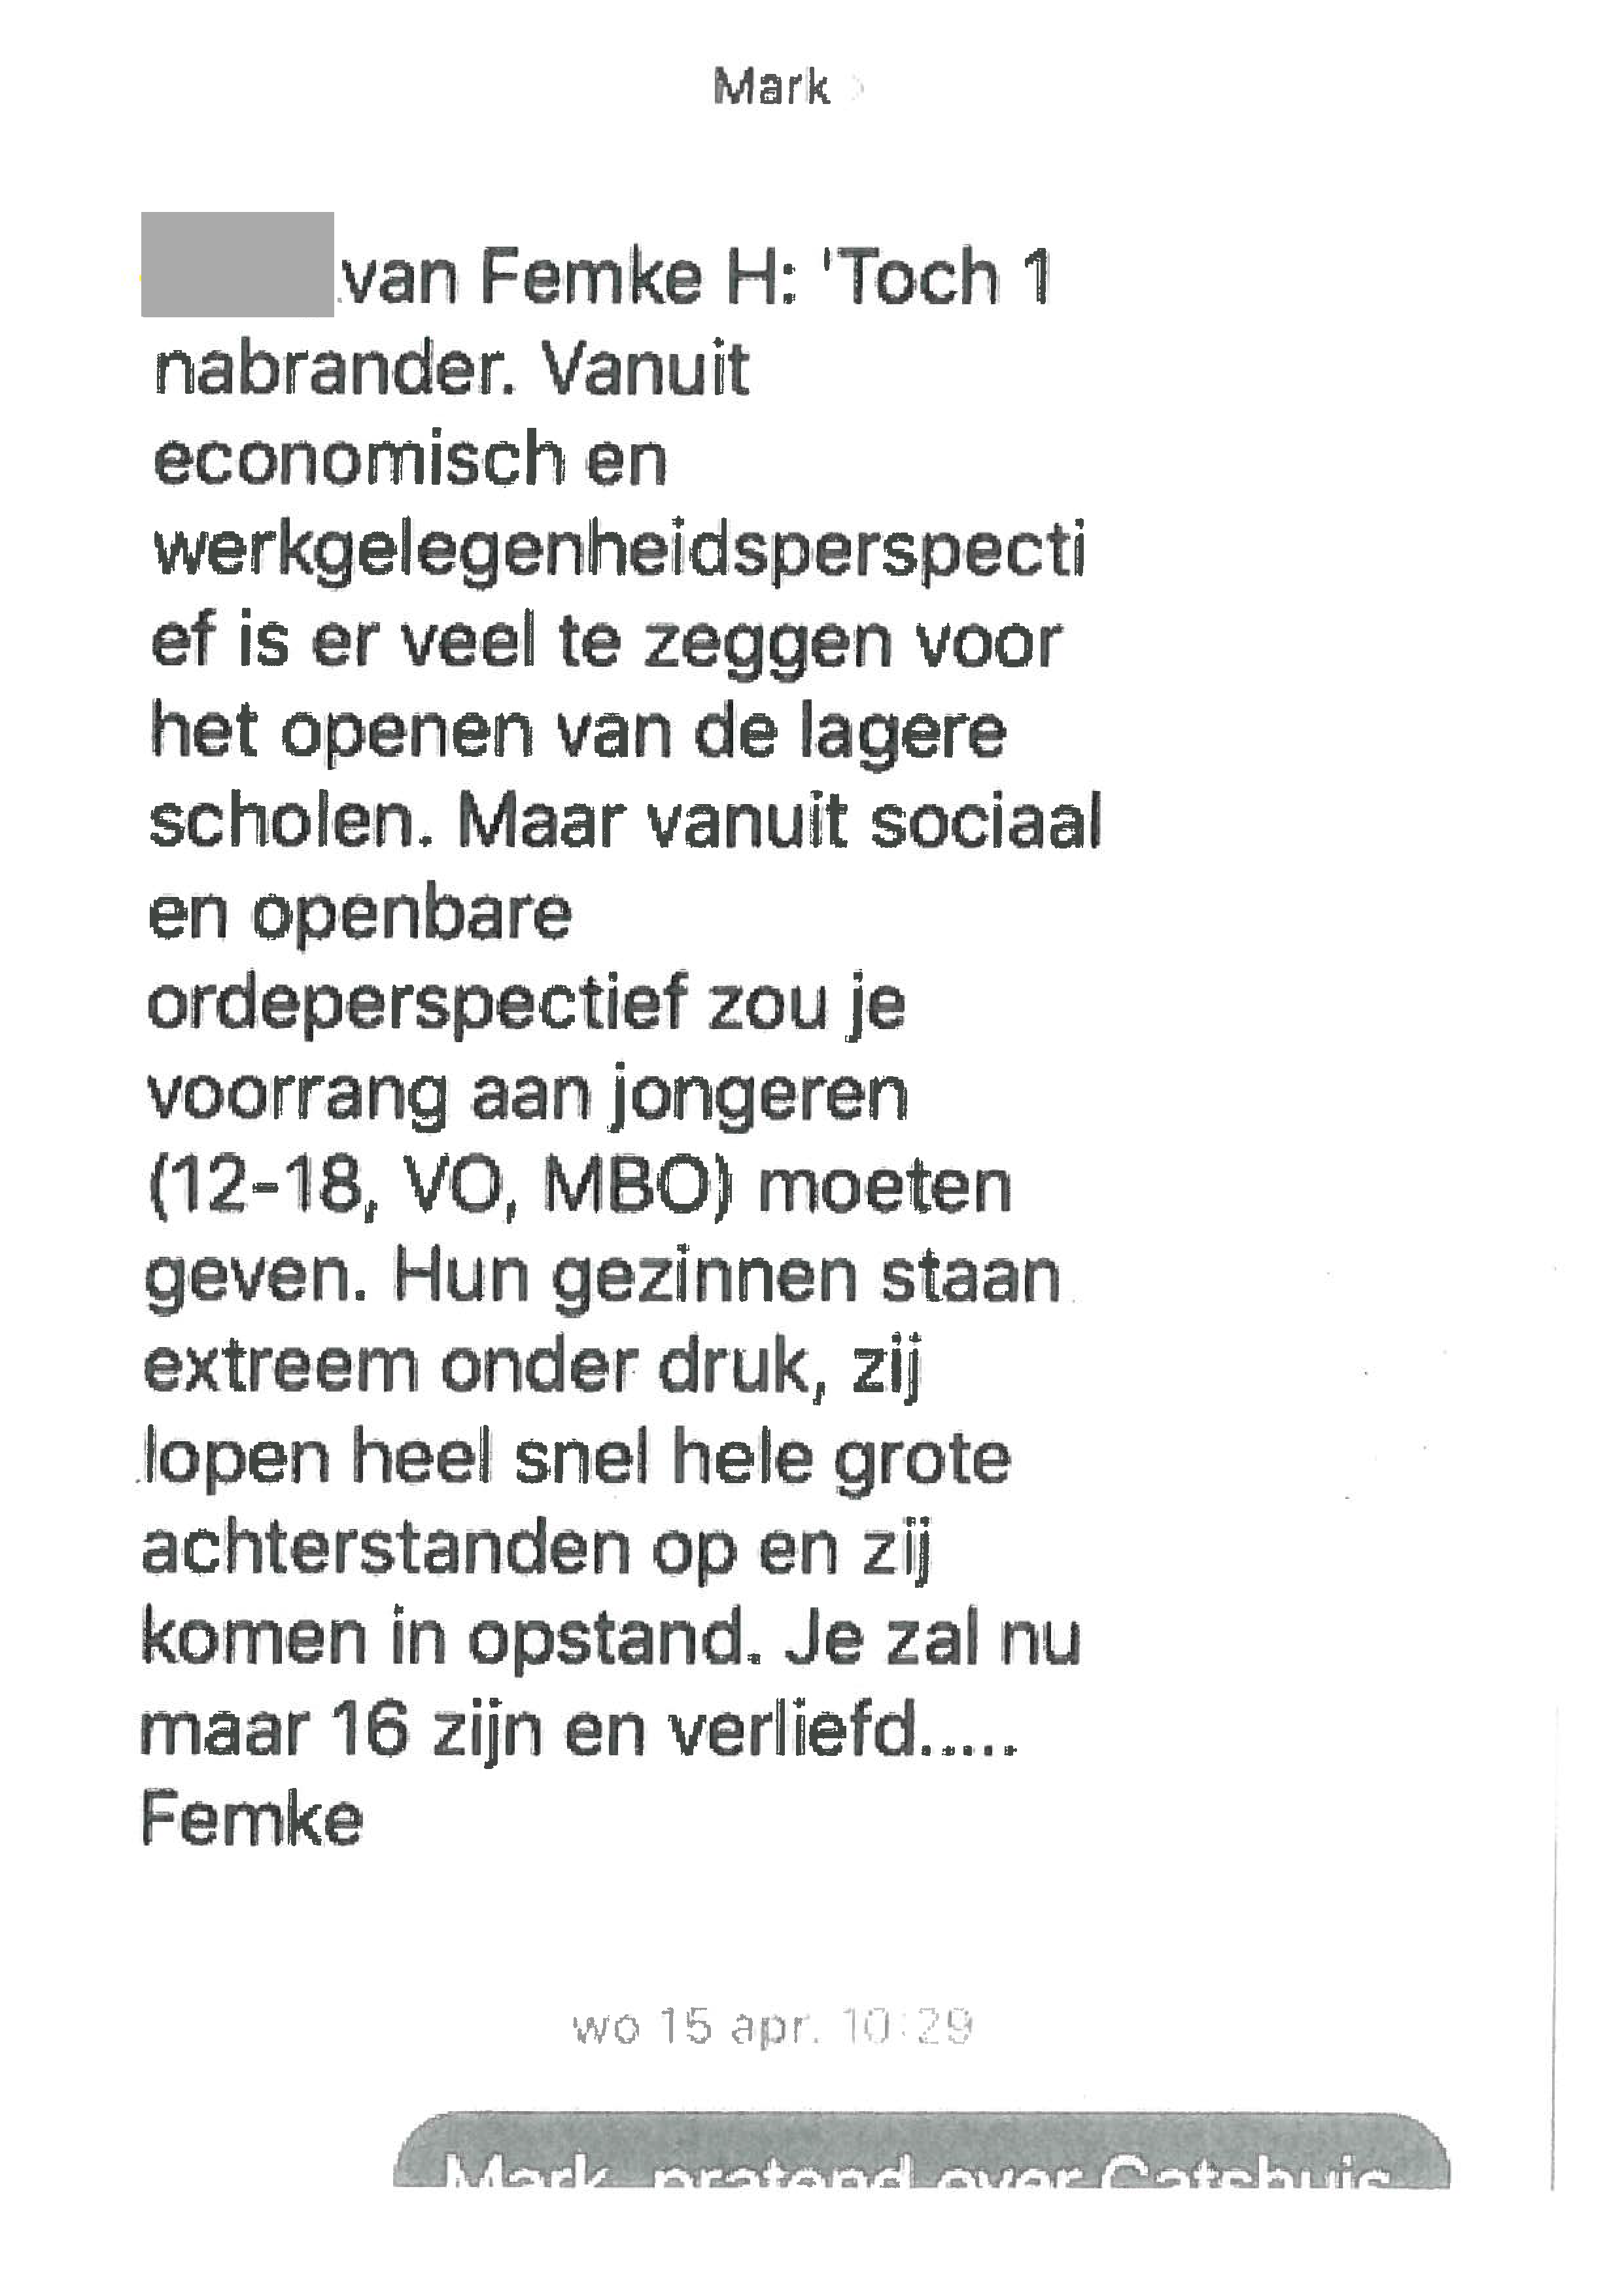 Mark
van Femke H: 'Toch 1
nabrander. Vanuit
economisch en
werkgelegenheidsperspecti
ef is er veel te zeggen voor
het openen van de lagere
scholen. Maar vanuit sociaal
en openbare
ordeperspectief zou je
voorrang aan jongeren
(12-18, VO, MBO) moeten
geven. Hun gezinnen staan
extreem onder druk, zij
lopen heel snel hele grote
achterstanden op en zij
komen in opstand. Je zal nu
maar 16 zijn en verliefd.....
Femke
wo 15 apr. 10:29
Mark, pratend over Catshuis